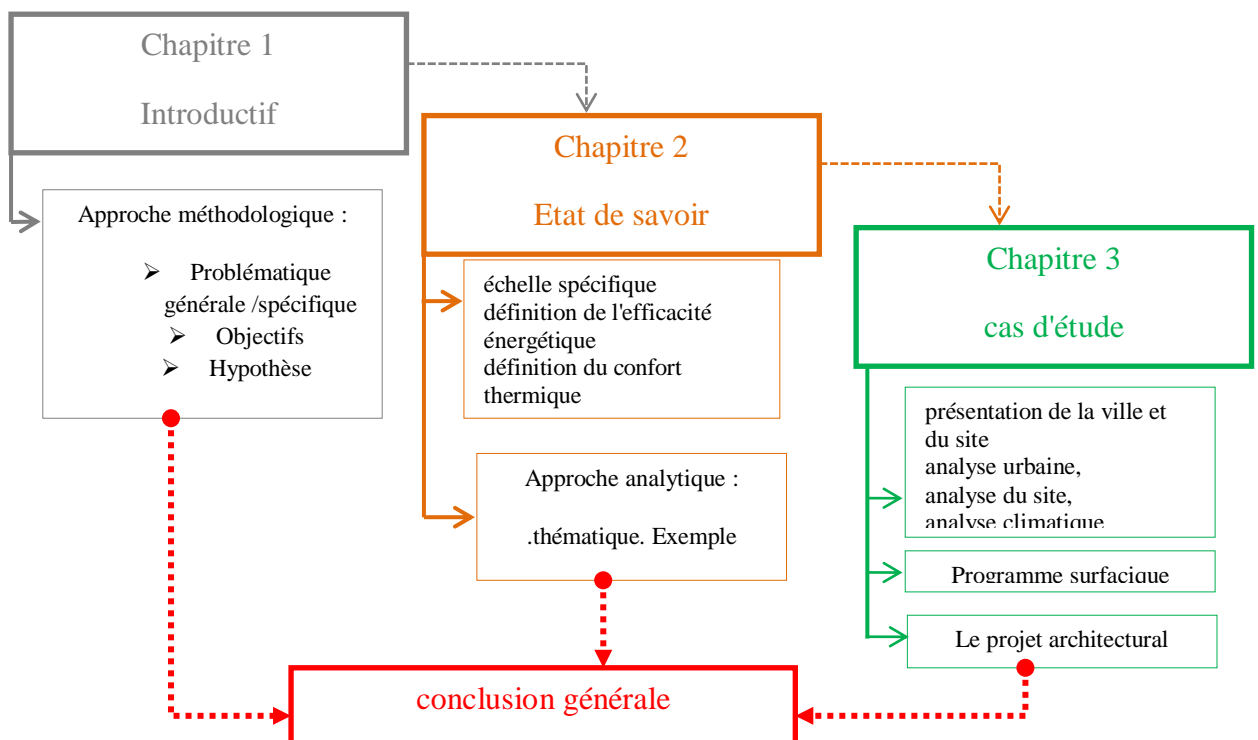 Chapitre 1
Introductif
Approche méthodologique :
➢ Problématique
générale /spécifique
➢ Objectifs
➢ Hypothèse
Chapitre 2
Etat de savoir
échelle spécifique
définition de l'efficacité
énergétique
définition du confort
thermique
Approche analytique :
.thématique. Exemple
Chapitre 3
cas d'étude
présentation de la ville et
du site
analyse urbaine,
analyse du site,
analyse climatique
Programme surfacique
Le projet architectural
conclusion générale